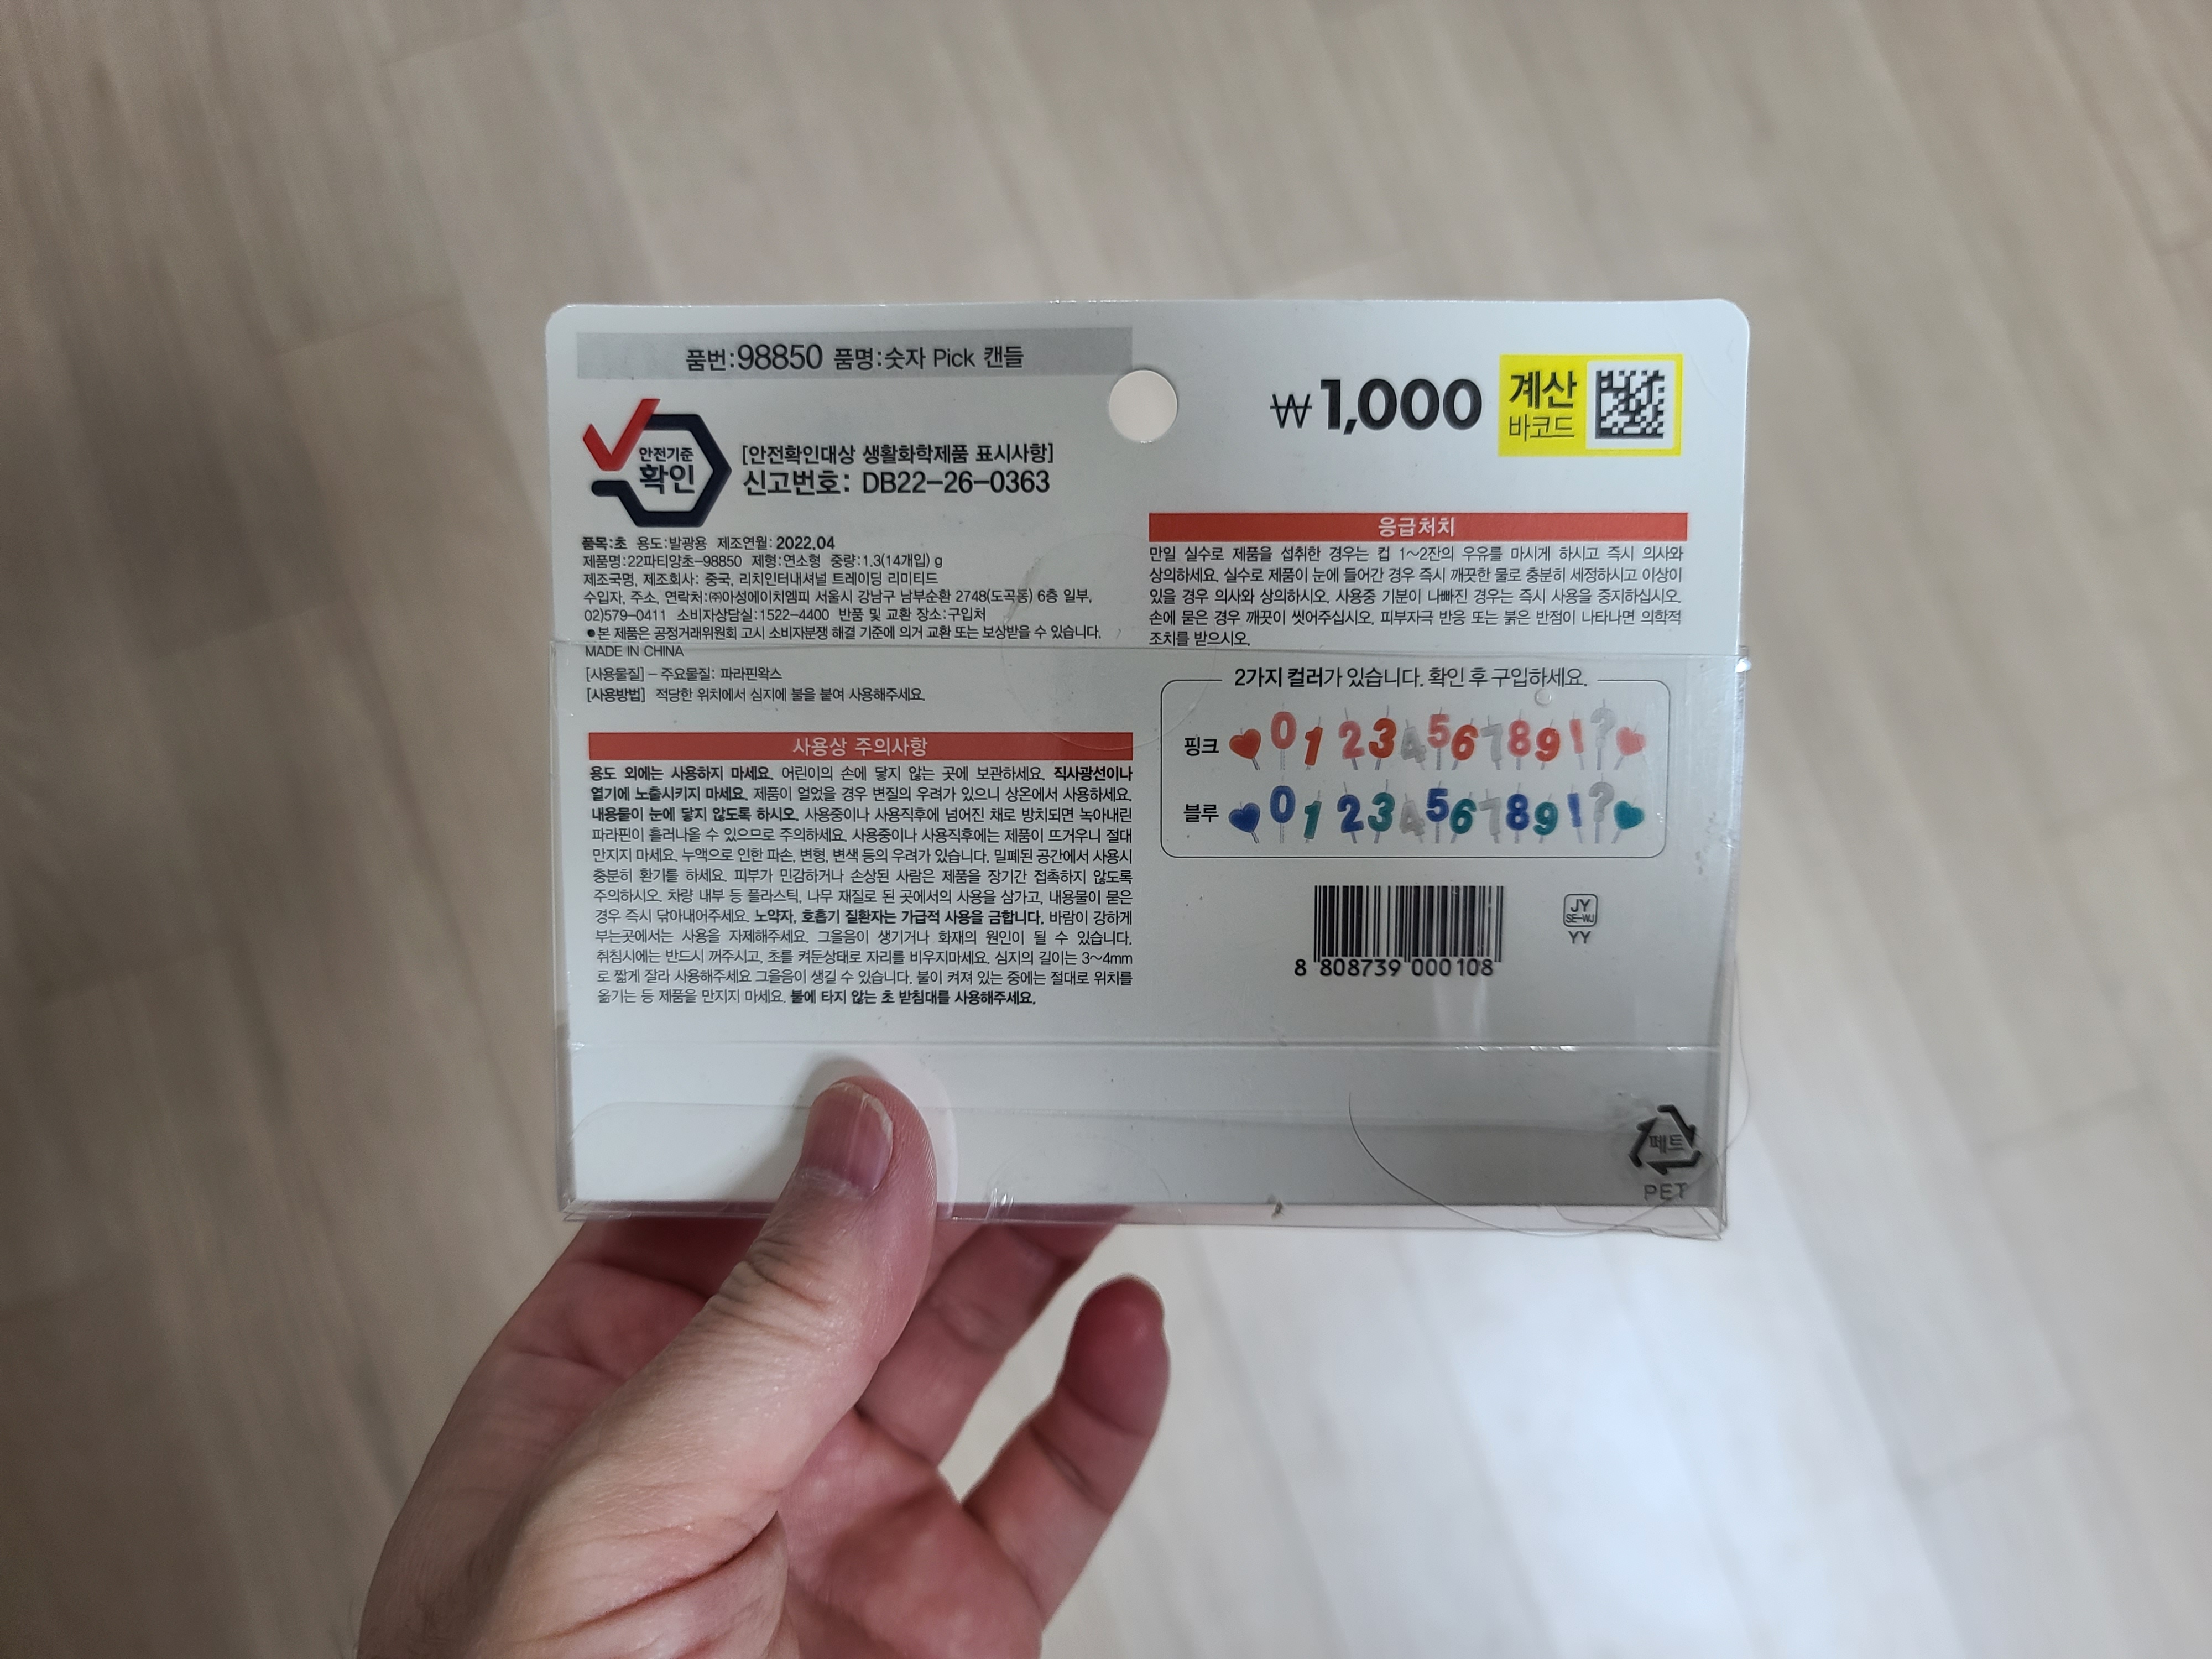 품번:98850 품명:숫자 Pick 캔들
₩1,000
계산
바코드
안전기준
확인
[안전확인대상 생활화학제품 표시사항]
신고번호: DB22-26-0363
품목:초 용도:발광용 제조연월:2022.04
제품명:22파티양초-98850 제형:연소형 중량:1.3(14개입) g
제조국명, 제조회사: 중국, 리치인터내셔널 트레이딩 리미티드
수입자, 주소, 연락처:㈜아성에이치엠피 서울시 강남구 남부순환 2748(도곡동) 6층 일부,
02)579-0411 소비자상담실:1522-4400 반품 및 교환 장소:구입처
●본 제품은 공정거래위원회 고시 소비자분쟁 해결 기준에 의거 교환 또는 보상받을 수 있습니다.
MADE IN CHINA
[사용물질] - 주요물질: 파라핀왁스
[사용방법] 적당한 위치에서 심지에 불을 붙여 사용해주세요.
사용상 주의사항
용도 외에는 사용하지 마세요. 어린이의 손에 닿지 않는 곳에 보관하세요. 직사광선이나
열기에 노출시키지 마세요. 제품이 얼었을 경우 변질의 우려가 있으니 상온에서 사용하세요.
내용물이 눈에 닿지 않도록 하시오. 사용중이나 사용직후에 넘어진 채로 방치되면 녹아내린
파라핀이 흘러나올 수 있으므로 주의하세요. 사용중이나 사용직후에는 제품이 뜨거우니 절대
만지지 마세요. 누액으로 인한 파손, 변형, 변색 등의 우려가 있습니다. 밀폐된 공간에서 사용시
충분히 환기를 하세요. 피부가 민감하거나 손상된 사람은 제품을 장기간 접촉하지 않도록
주의하시오. 차량 내부 등 플라스틱, 나무 재질로 된 곳에서의 사용을 삼가고, 내용물이 묻은
경우 즉시 닦아내어주세요. 노약자, 호흡기 질환자는 가급적 사용을 금합니다. 바람이 강하게
부는곳에서는 사용을 자제해주세요. 그을음이 생기거나 화재의 원인이 될 수 있습니다.
취침시에는 반드시 꺼주시고, 초를 켜둔상태로 자리를 비우지마세요. 심지의 길이는 3~4mm
로 짧게 잘라 사용해주세요 그을음이 생길 수 있습니다. 불이 켜져 있는 중에는 절대로 위치를
옮기는 등 제품을 만지지 마세요. 불에 타지 않는 초 받침대를 사용해주세요.
응급처치
만일 실수로 제품을 섭취한 경우는 컵 1~2잔의 우유를 마시게 하시고 즉시 의사와
상의하세요. 실수로 제품이 눈에 들어간 경우 즉시 깨끗한 물로 충분히 세정하시고 이상이
있을 경우 의사와 상의하시오. 사용중 기분이 나빠진 경우는 즉시 사용을 중지하십시오.
손에 묻은 경우 깨끗이 씻어주십시오. 피부자극 반응 또는 붉은 반점이 나타나면 의학적
조치를 받으시오.
2가지 컬러가 있습니다. 확인 후 구입하세요.
핑크 0 1 2 3 4 5 6 7 8 9 ! ?
블루 0 1 2 3 4 5 6 7 8 9 ! ?
8 808739 000108
JY
SE-WJ
YY
페트
PET